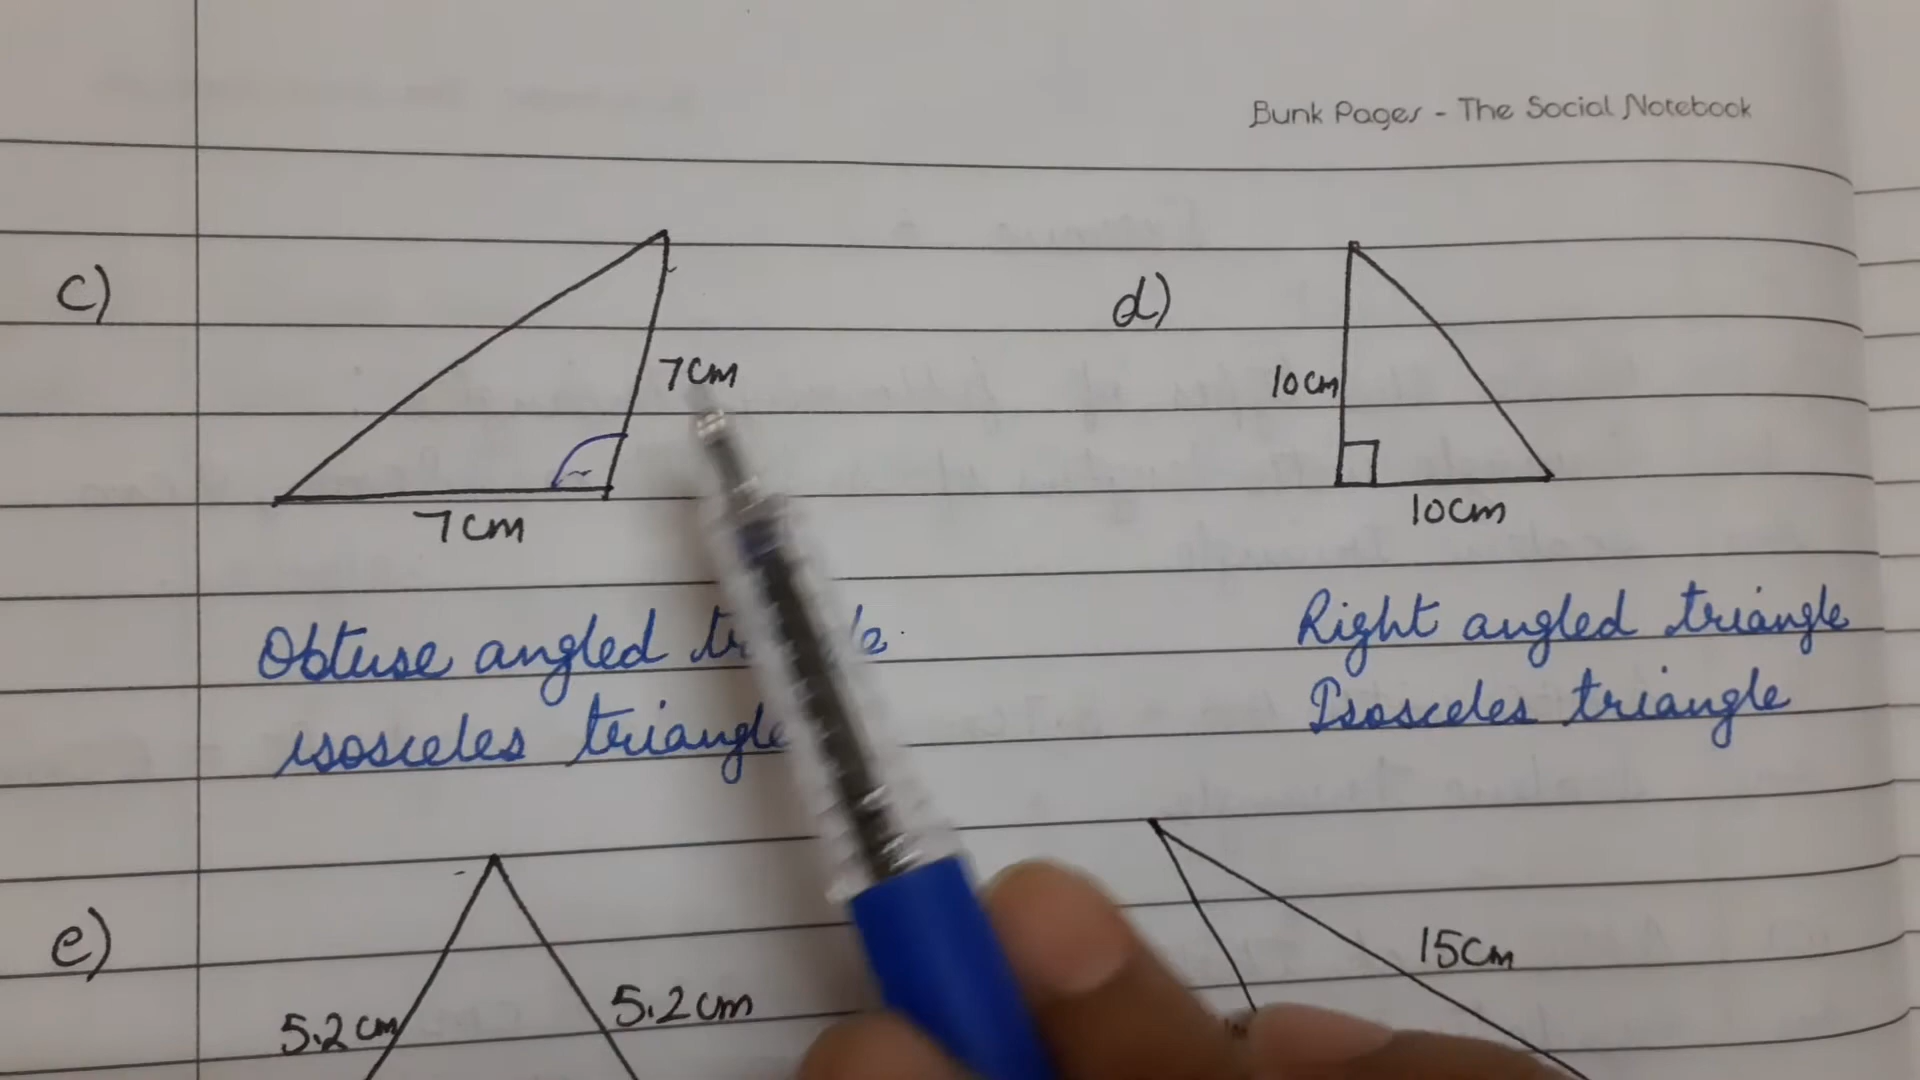 Bunk Pages - The Social Notebook
c)
7cm
7cm
d)
10cm
10cm
Obtuse angled
isosceles triangle
Right angled triangle
Isosceles triangle
e)
5.2cm
5.2cm
15cm